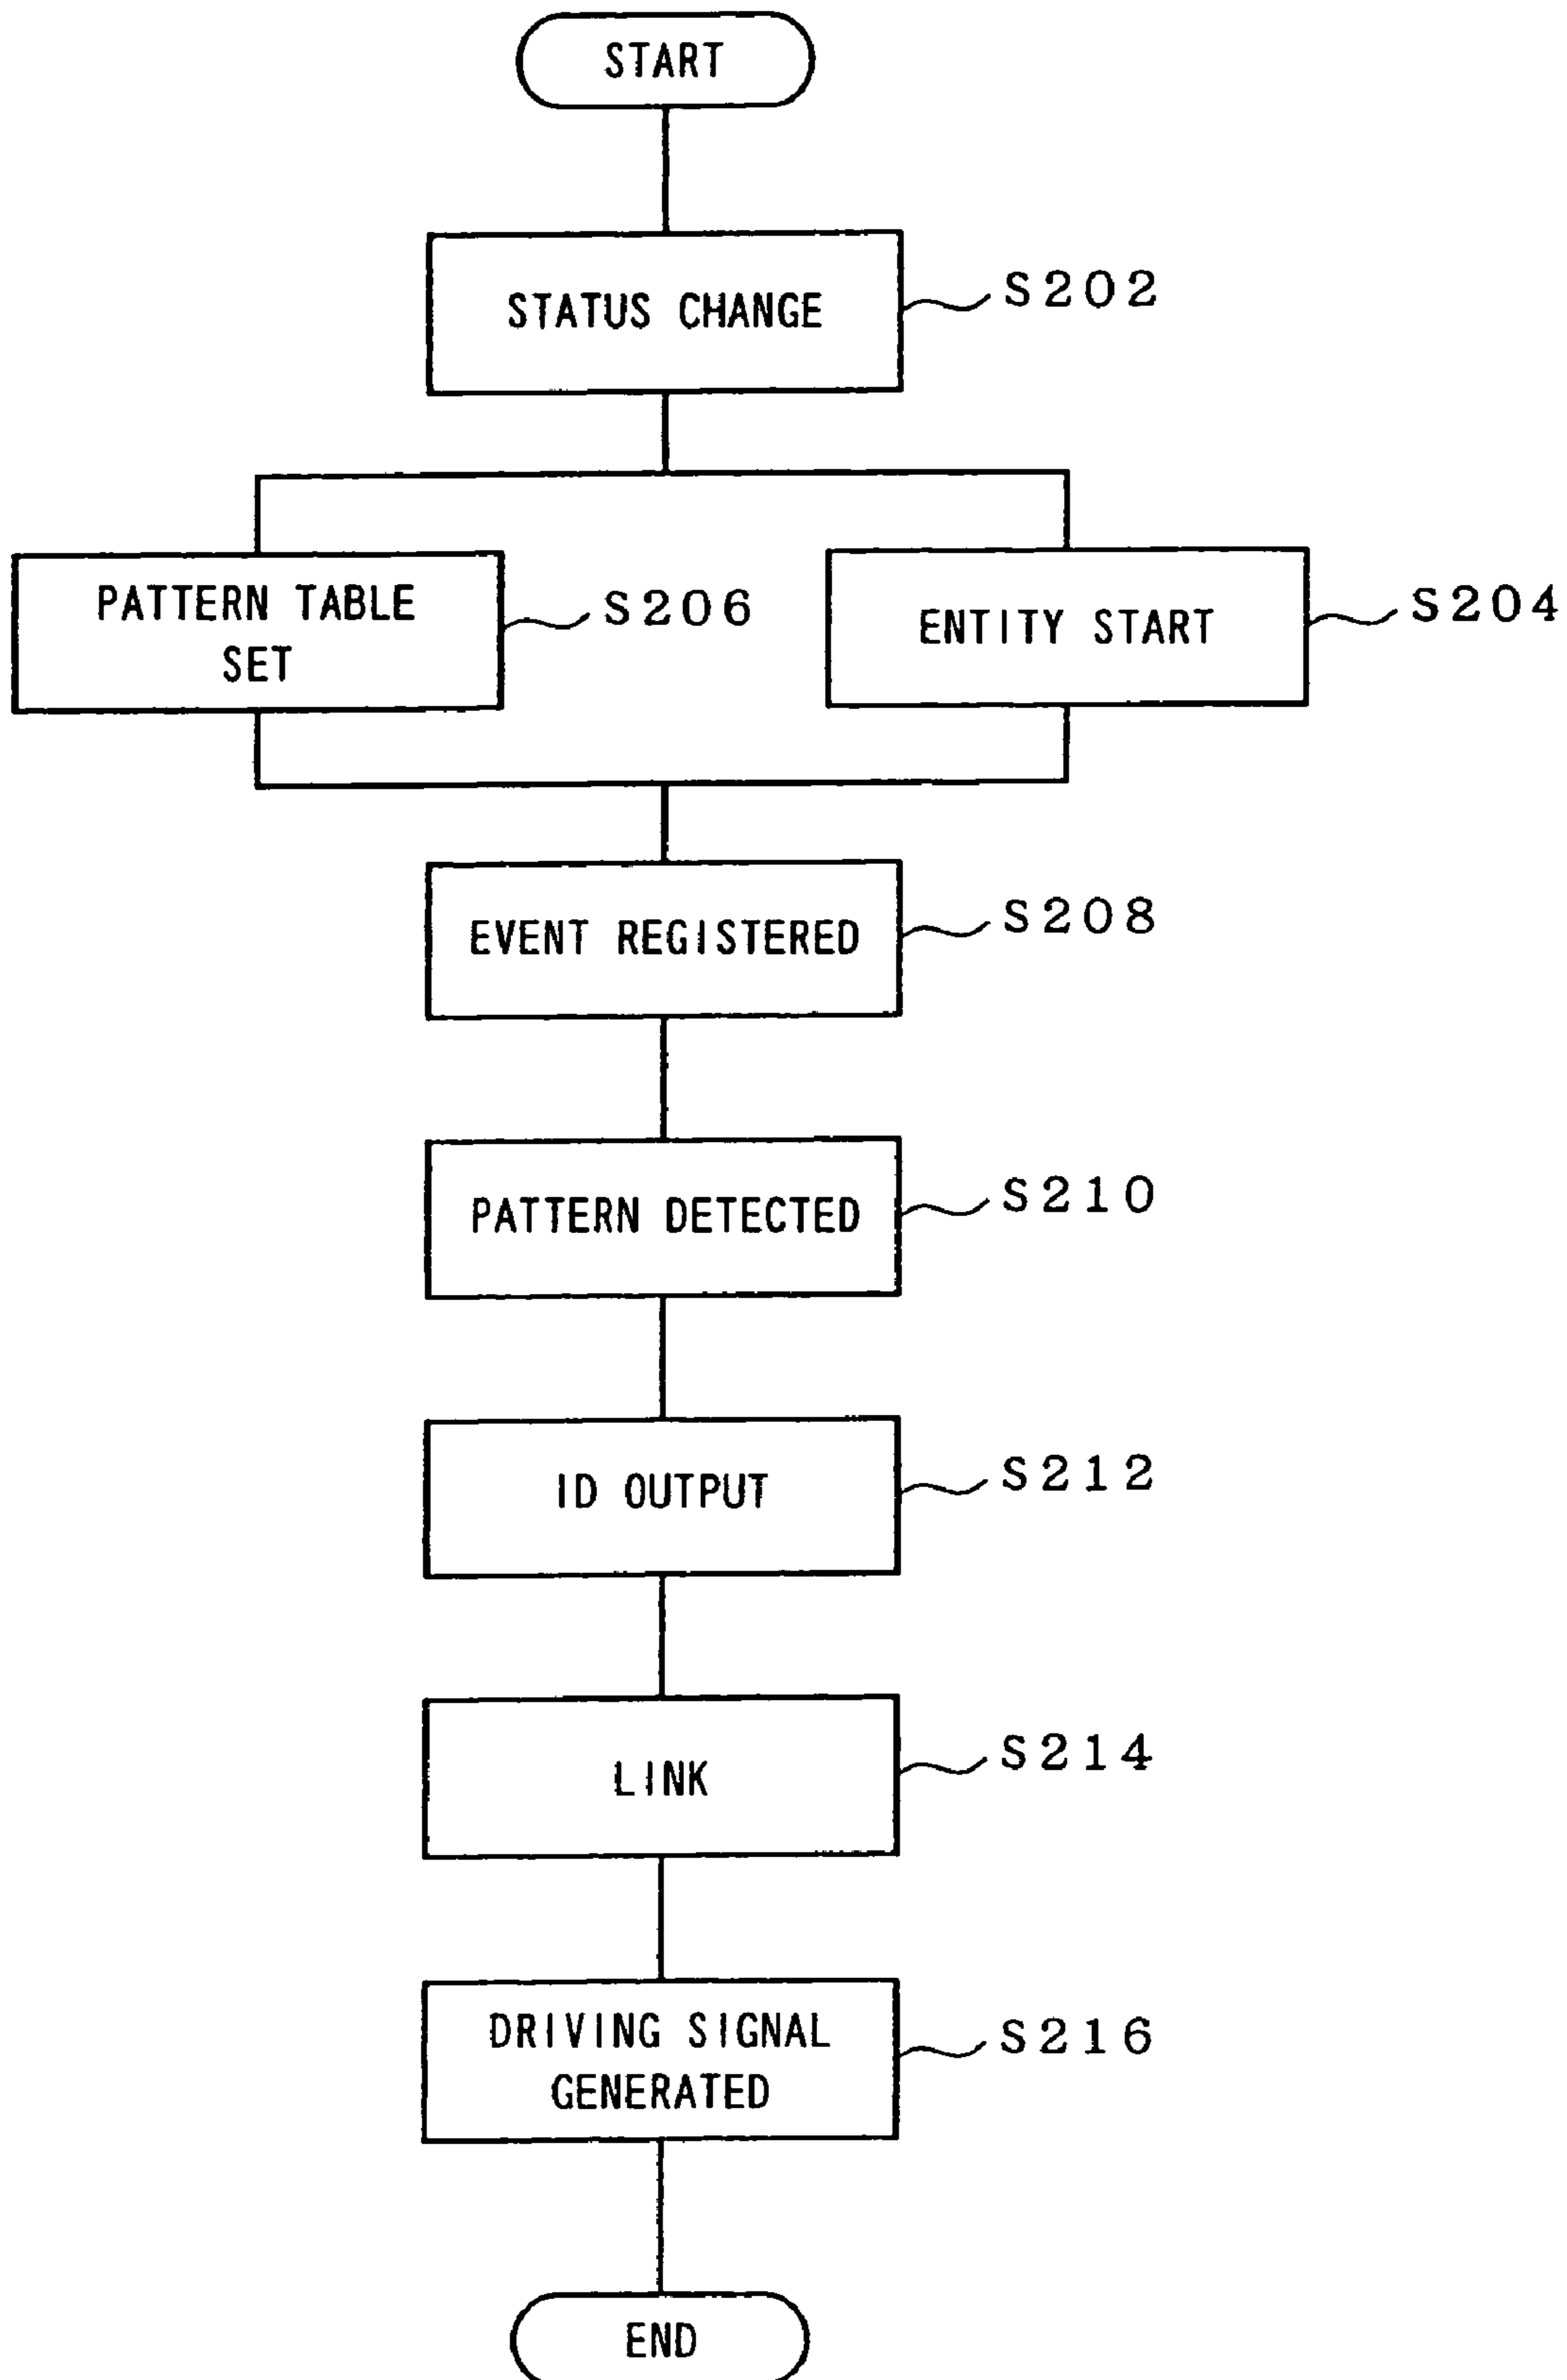 START
STATUS CHANGE
S202
PATTERN TABLE
SET
S206
ENTITY START
S204
EVENT REGISTERED
S208
PATTERN DETECTED
S210
ID OUTPUT
S212
LINK
S214
DRIVING SIGNAL
GENERATED
S216
END